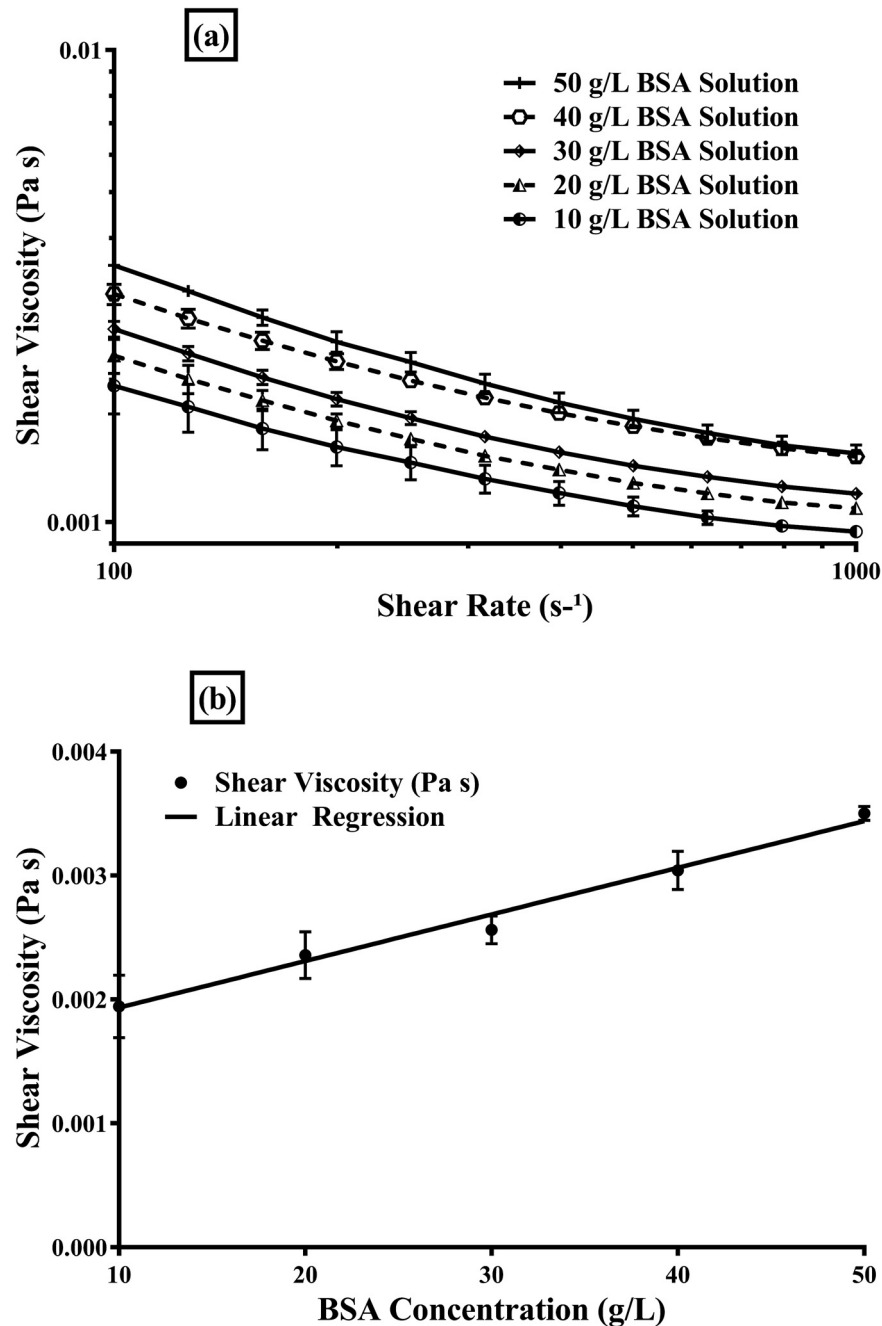 (a)
0.01
50 g/L BSA Solution
40 g/L BSA Solution
30 g/L BSA Solution
20 g/L BSA Solution
10 g/L BSA Solution
Shear Viscosity (Pa s)
0.001
100
1000
Shear Rate (s-¹)
(b)
0.004
Shear Viscosity (Pa s)
Linear Regression
0.003
Shear Viscosity (Pa s)
0.002
0.001
0.000
10 20 30 40 50
BSA Concentration (g/L)